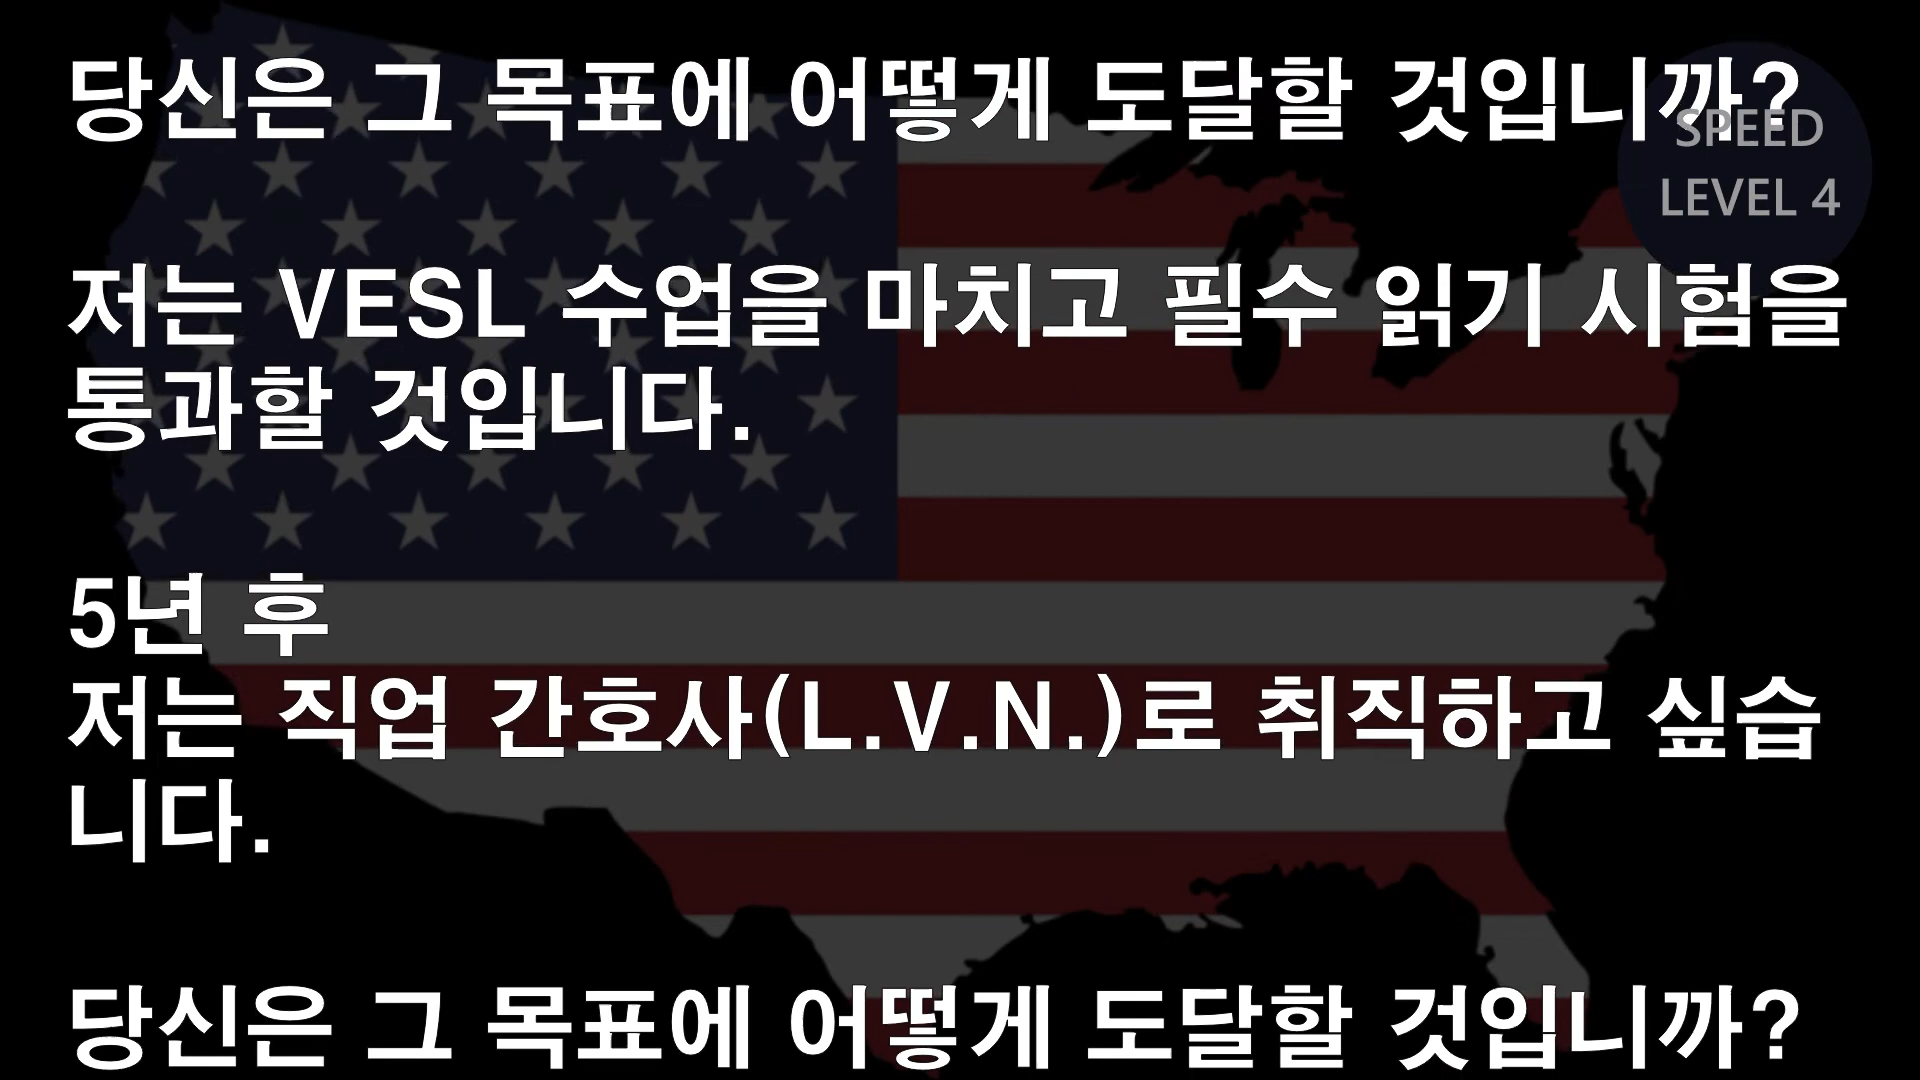 당신은 그 목표에 어떻게 도달할 것입니까?
SPEED
LEVEL 4
저는 VESL 수업을 마치고 필수 읽기 시험을
통과할 것입니다.
5년 후
저는 직업 간호사(L.V.N.)로 취직하고 싶습
니다.
당신은 그 목표에 어떻게 도달할 것입니까?